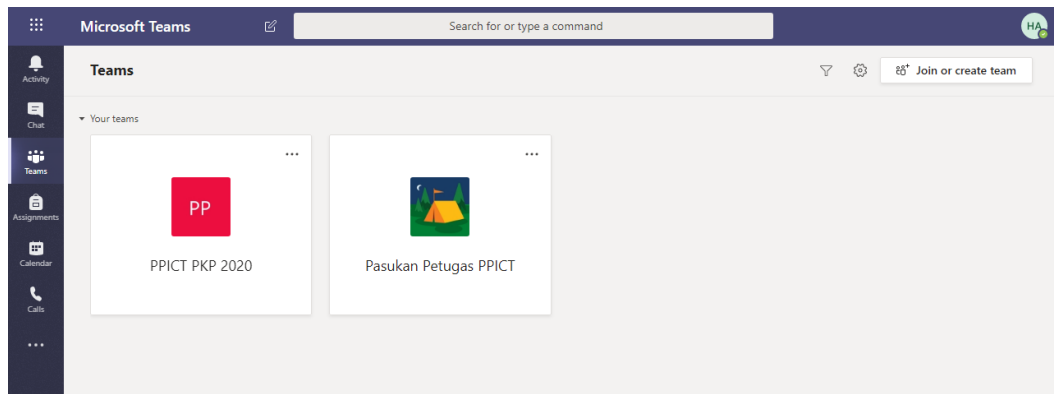 Microsoft Teams
Search for or type a command
HA
Activity
Chat
Teams
Assignments
Calendar
Calls
Teams
Join or create team
Your teams
PP
PPICT PKP 2020
Pasukan Petugas PPICT